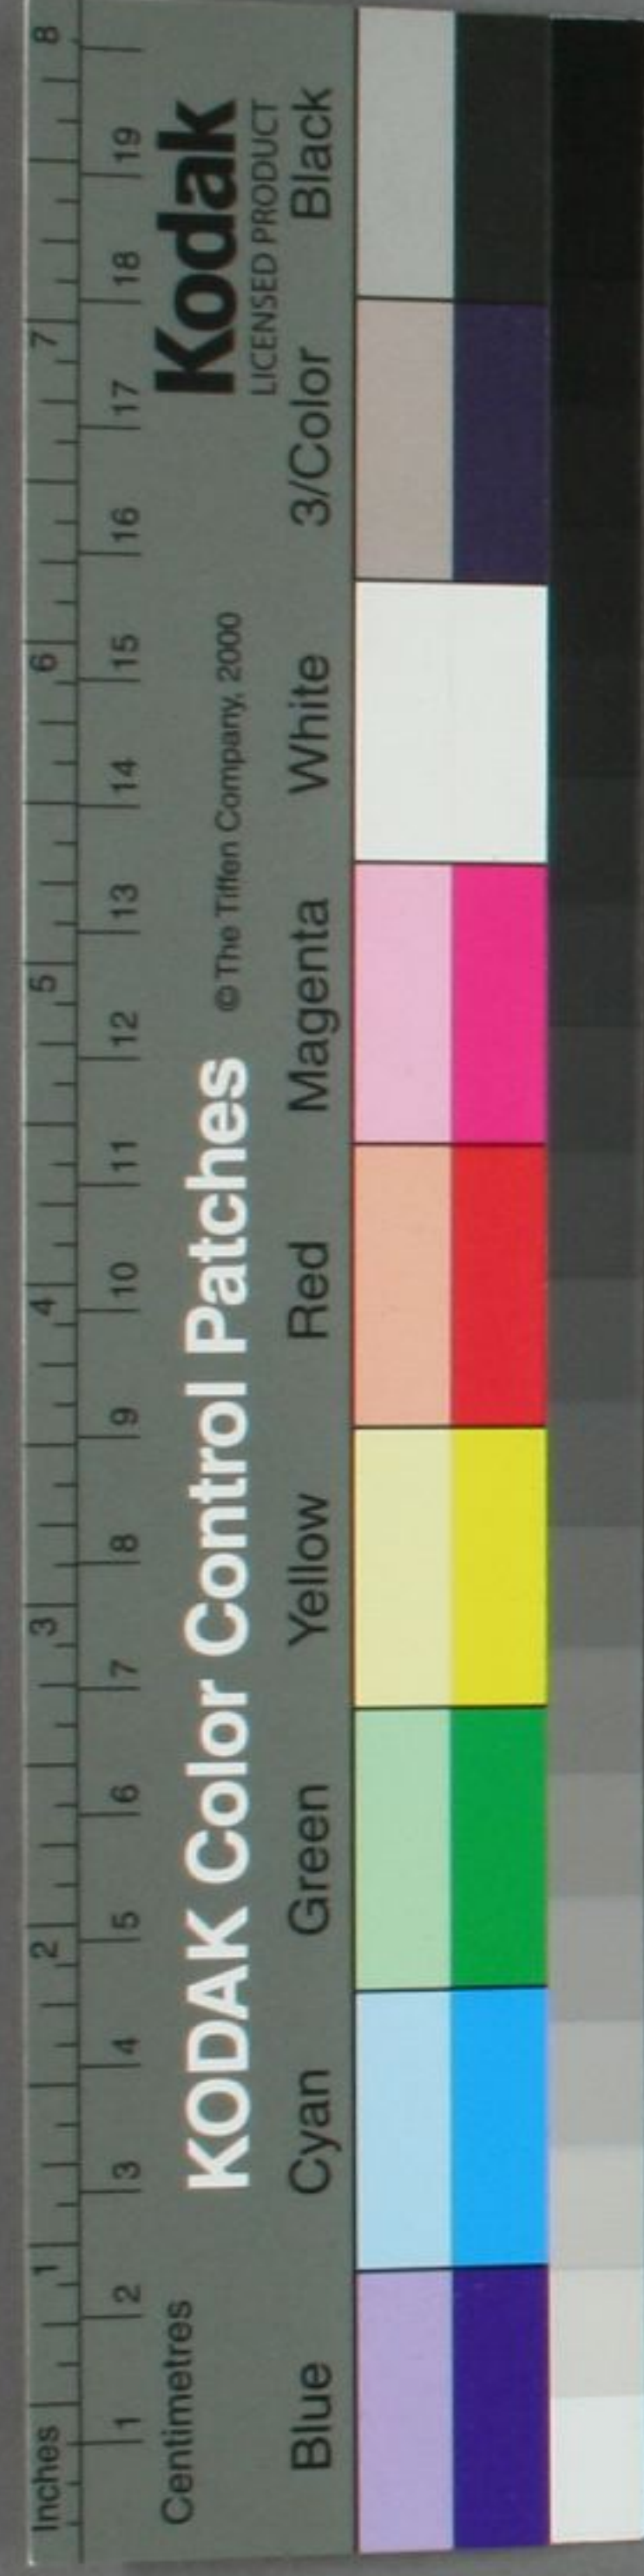 Inches 1 2 3 4 5 6 7 8
1 2 3 4 5 6 7 8 9 10 11 12 13 14 15 16 17 18 19
Centimetres
KODAK Color Control Patches © The Tiffen Company, 2000
Kodak
LICENSED PRODUCT
Blue Cyan Green Yellow Red Magenta White 3/Color Black